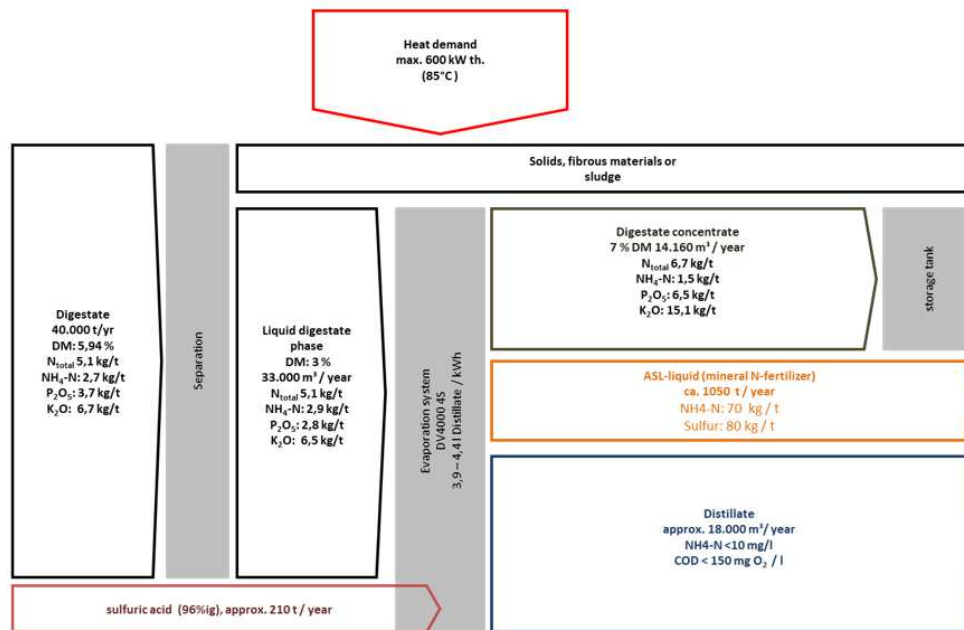 Heat demand
max. 600 kW th.
(85°C)
Solids, fibrous materials or
sludge
Digestate
40.000 t/yr
DM: 5,94 %
N_total 5,1 kg/t
NH₄-N: 2,7 kg/t
P₂O₅: 3,7 kg/t
K₂O: 6,7 kg/t
Separation
Liquid digestate
phase
DM: 3 %
33.000 m³ / year
N_total 5,1 kg/t
NH₄-N: 2,9 kg/t
P₂O₅: 2,8 kg/t
K₂O: 6,5 kg/t
Evaporation system
DV4000 4S
3,9 – 4,4 l Distillate / kWh
Digestate concentrate
7 % DM 14.160 m³ / year
N_total 6,7 kg/t
NH₄-N: 1,5 kg/t
P₂O₅: 6,5 kg/t
K₂O: 15,1 kg/t
storage tank
ASL-liquid (mineral N-fertilizer)
ca. 1050 t / year
NH4-N: 70 kg / t
Sulfur: 80 kg / t
Distillate
approx. 18.000 m³/ year
NH4-N <10 mg/l
COD < 150 mg O₂ / l
sulfuric acid (96%ig), approx. 210 t / year